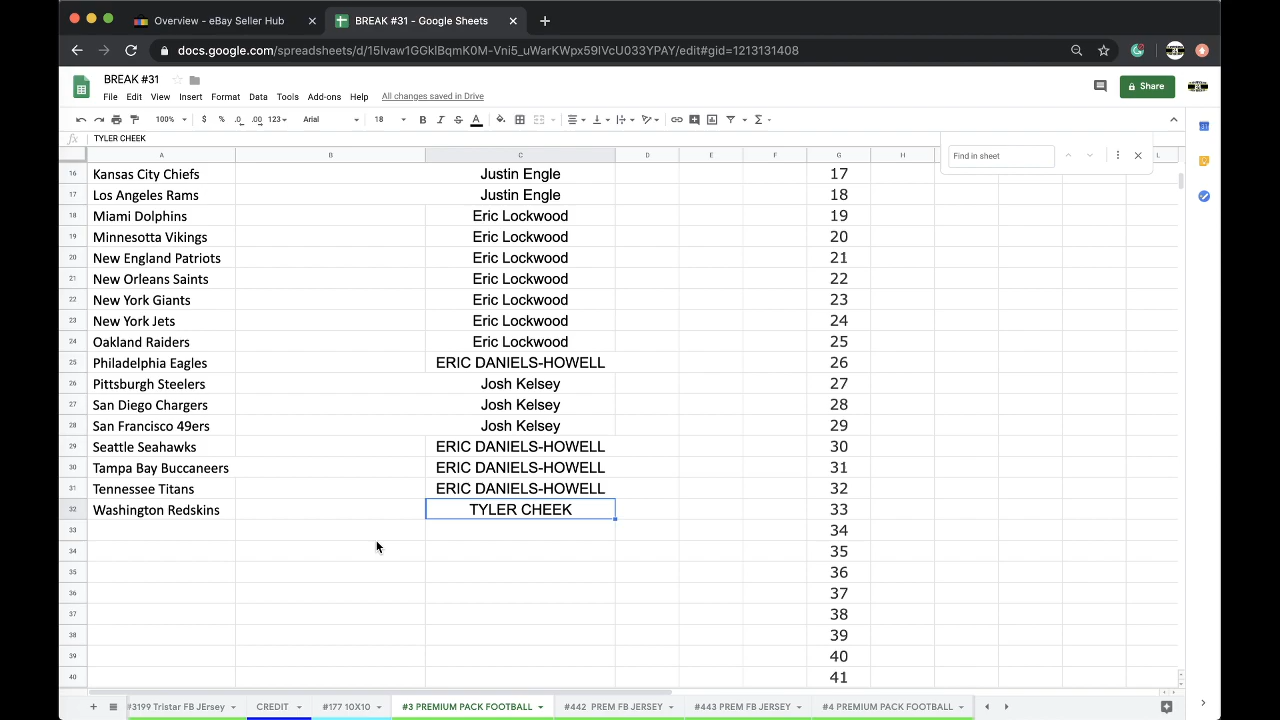 Overview - eBay Seller Hub
BREAK #31 - Google Sheets
docs.google.com/spreadsheets/d/15Ivaw1GGkIBqmK0M-Vni5_uWarKWpx59IVcU033YPAY/edit#gid=1213131408
BREAK #31
File Edit View Insert Format Data Tools Add-ons Help All changes saved in Drive
Share
100% $ % .0 .00 123 Arial 18 B I S A
fx TYLER CHEEK
Find in sheet
A B C D E F G H L
16 Kansas City Chiefs Justin Engle 17
17 Los Angeles Rams Justin Engle 18
18 Miami Dolphins Eric Lockwood 19
19 Minnesotta Vikings Eric Lockwood 20
20 New England Patriots Eric Lockwood 21
21 New Orleans Saints Eric Lockwood 22
22 New York Giants Eric Lockwood 23
23 New York Jets Eric Lockwood 24
24 Oakland Raiders Eric Lockwood 25
25 Philadelphia Eagles ERIC DANIELS-HOWELL 26
26 Pittsburgh Steelers Josh Kelsey 27
27 San Diego Chargers Josh Kelsey 28
28 San Francisco 49ers Josh Kelsey 29
29 Seattle Seahawks ERIC DANIELS-HOWELL 30
30 Tampa Bay Buccaneers ERIC DANIELS-HOWELL 31
31 Tennessee Titans ERIC DANIELS-HOWELL 32
32 Washington Redskins TYLER CHEEK 33
33 34
34 35
35 36
36 37
37 38
38 39
39 40
40 41
#3199 Tristar FB Jersey CREDIT #177 10X10 #3 PREMIUM PACK FOOTBALL #442 PREM FB JERSEY #443 PREM FB JERSEY #4 PREMIUM PACK FOOTBALL